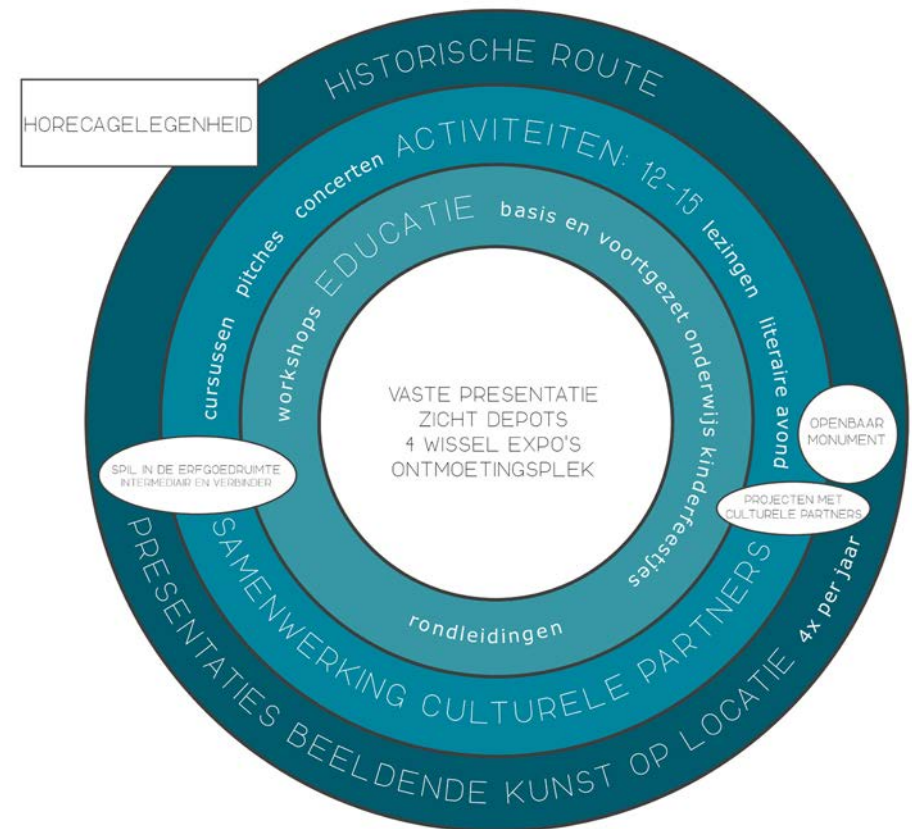 HISTORISCHE ROUTE
HORECAGELEGENHEID
ACTIVITEITEN: 12-15
cursussen pitches concerten
lezingen literaire avond
EDUCATIE
workshops
basis en voortgezet onderwijs kinderfeestjes
rondleidingen
VASTE PRESENTATIE
ZICHT DEPOTS
4 WISSEL EXPO'S
ONTMOETINGSPLEK
OPENBAAR
MONUMENT
SPIL IN DE ERFGOEDRUIMTE
INTERMEDIAIR EN VERBINDER
PROJECTEN MET
CULTURELE PARTNERS
SAMENWERKING CULTURELE PARTNERS
PRESENTATIES BEELDENDE KUNST OP LOCATIE 4x per jaar